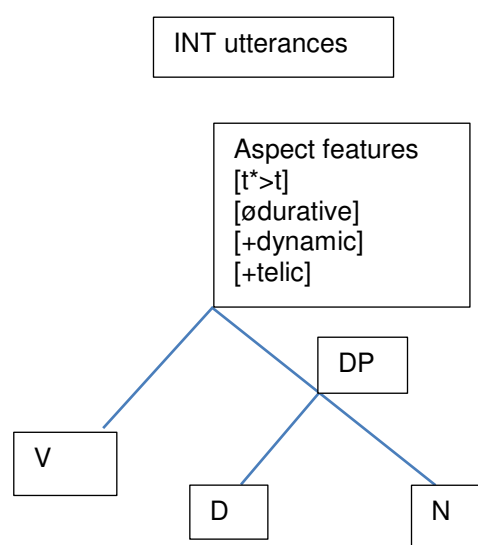 INT utterances
Aspect features
[t*>t]
[ødurative]
[+dynamic]
[+telic]
DP
V
D
N